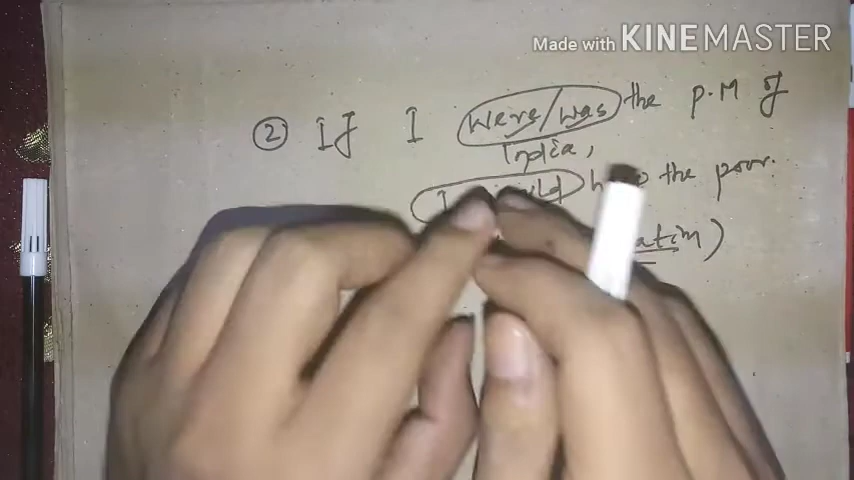 Made with KINEMASTER
② If I were/was the P.M of
India,
I the poor.